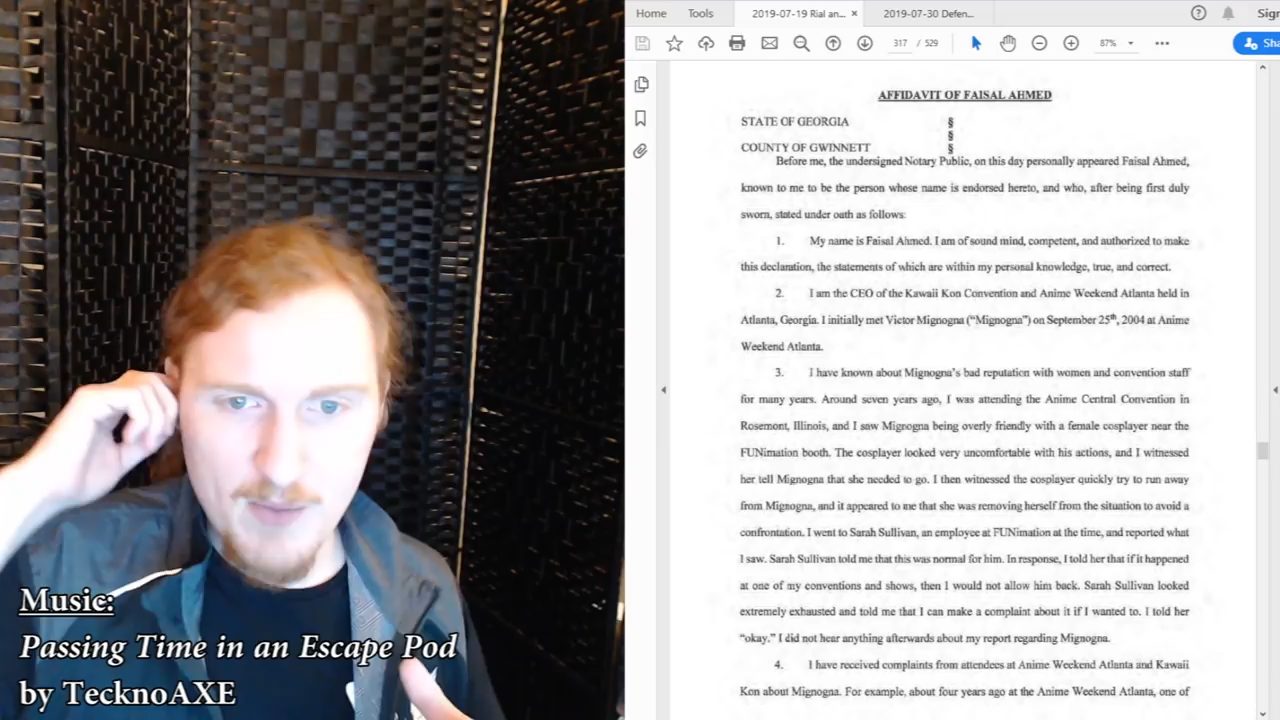 Home Tools 2019-07-19 Rial an... × 2019-07-30 Defen... Sign
317 / 529 87% Sha
AFFIDAVIT OF FAISAL AHMED
STATE OF GEORGIA §
§
COUNTY OF GWINNETT §
Before me, the undersigned Notary Public, on this day personally appeared Faisal Ahmed,
known to me to be the person whose name is endorsed hereto, and who, after being first duly
sworn, stated under oath as follows:
1. My name is Faisal Ahmed. I am of sound mind, competent, and authorized to make
this declaration, the statements of which are within my personal knowledge, true, and correct.
2. I am the CEO of the Kawaii Kon Convention and Anime Weekend Atlanta held in
Atlanta, Georgia. I initially met Victor Mignogna (“Mignogna”) on September 25th, 2004 at Anime
Weekend Atlanta.
3. I have known about Mignogna's bad reputation with women and convention staff
for many years. Around seven years ago, I was attending the Anime Central Convention in
Rosemont, Illinois, and I saw Mignogna being overly friendly with a female cosplayer near the
FUNimation booth. The cosplayer looked very uncomfortable with his actions, and I witnessed
her tell Mignogna that she needed to go. I then witnessed the cosplayer quickly try to run away
from Mignogna, and it appeared to me that she was removing herself from the situation to avoid a
confrontation. I went to Sarah Sullivan, an employee at FUNimation at the time, and reported what
I saw. Sarah Sullivan told me that this was normal for him. In response, I told her that if it happened
at one of my conventions and shows, then I would not allow him back. Sarah Sullivan looked
extremely exhausted and told me that I can make a complaint about it if I wanted to. I told her
“okay.” I did not hear anything afterwards about my report regarding Mignogna.
4. I have received complaints from attendees at Anime Weekend Atlanta and Kawaii
Kon about Mignogna. For example, about four years ago at the Anime Weekend Atlanta, one of
Music:
Passing Time in an Escape Pod
by TecknoAXE